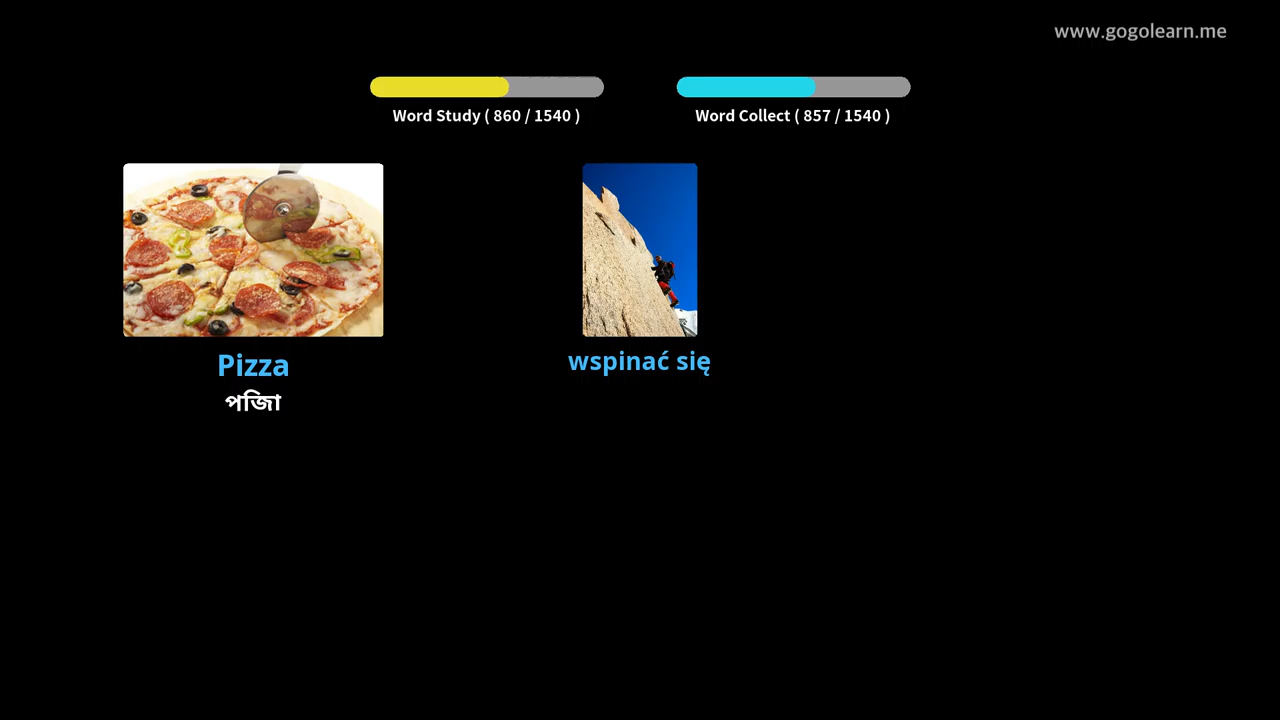 www.gogolearn.me
Word Study ( 860 / 1540 )
Word Collect ( 857 / 1540 )
Pizza
পিজ্জা
wspinać się